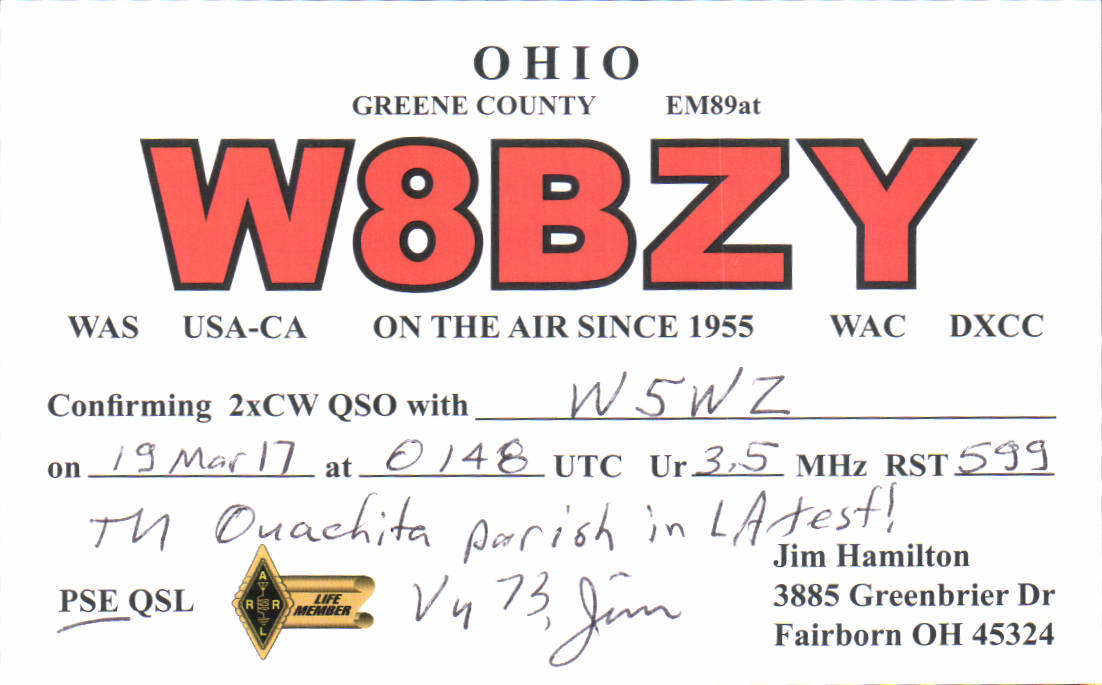 OHIO
GREENE COUNTY EM89at
W8BZY
WAS USA-CA ON THE AIR SINCE 1955 WAC DXCC
Confirming 2xCW QSO with W5WZ
on 19 Mar 17 at 0148 UTC Ur 3.5 MHz RST 599
TU Ouachita parish in LA test!
Jim Hamilton
3885 Greenbrier Dr
Fairborn OH 45324
PSE QSL
A
R R
L
LIFE
MEMBER
Vy 73, Jim